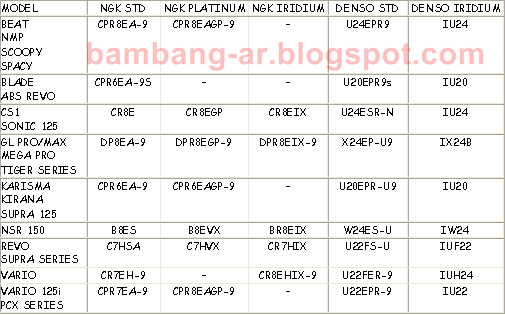 MODEL NGK STD NGK PLATINUM NGK IRIDIUM DENSO STD DENSO IRIDIUM
BEAT CPR8EA-9 CPR8EAGP-9 - U24EPR9 IU24
NMP
SCOOPY
SPACY
bambang-ar.blogspot.com
BLADE CPR6EA-9S - - U20EPR9s IU20
ABS REVO
CS1 CR8E CR8EGP CR8EIX U24ESR-N IU24
SONIC 125
GL PRO/MAX DP8EA-9 DPR8EGP-9 DPR8EIX-9 X24EP-U9 IX24B
MEGA PRO
TIGER SERIES
KARISMA CPR6EA-9 CPR6EAGP-9 - U20EPR-U9 IU20
KIRANA
SUPRA 125
NSR 150 B8ES B8EVX BR8EIX W24ES-U IW24
REVO C7HSA C7HVX CR7HIX U22FS-U IUF22
SUPRA SERIES
VARIO CR7EH-9 - CR8EHIX-9 U22FER-9 IUH24
VARIO 125i CPR7EA-9 CPR8EAGP-9 - U22EPR-9 IU22
PCX SERIES